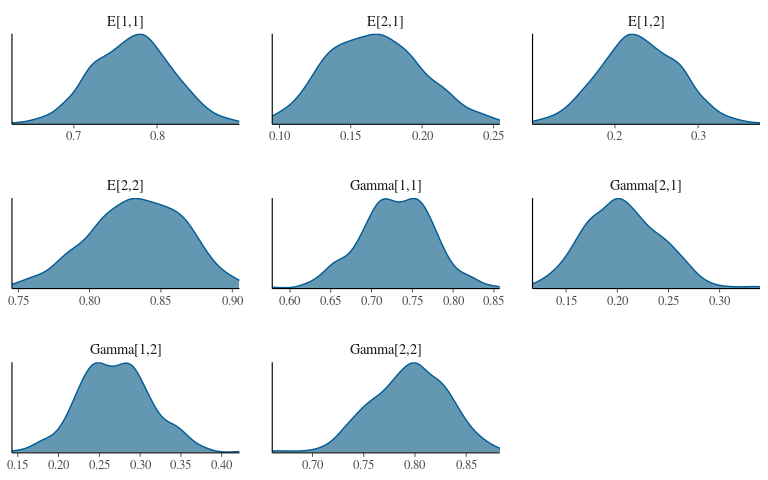 E[1,1] E[2,1] E[1,2]
0.7 0.8 0.10 0.15 0.20 0.25 0.2 0.3
E[2,2] Gamma[1,1] Gamma[2,1]
0.75 0.80 0.85 0.90 0.60 0.65 0.70 0.75 0.80 0.85 0.15 0.20 0.25 0.30
Gamma[1,2] Gamma[2,2]
0.15 0.20 0.25 0.30 0.35 0.40 0.70 0.75 0.80 0.85